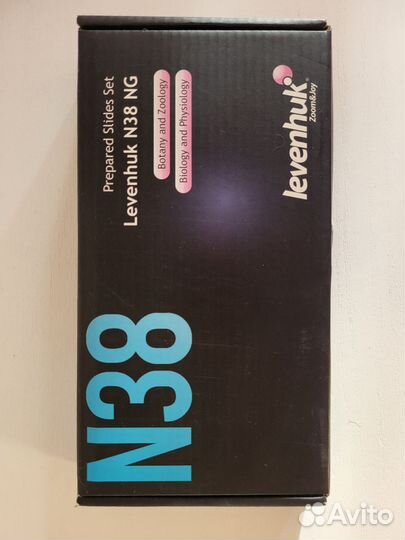 levenhuk®
Zoom&Joy
Prepared Slides Set
Levenhuk N38 NG
Botany and Zoology
Biology and Physiology
N38
Avito